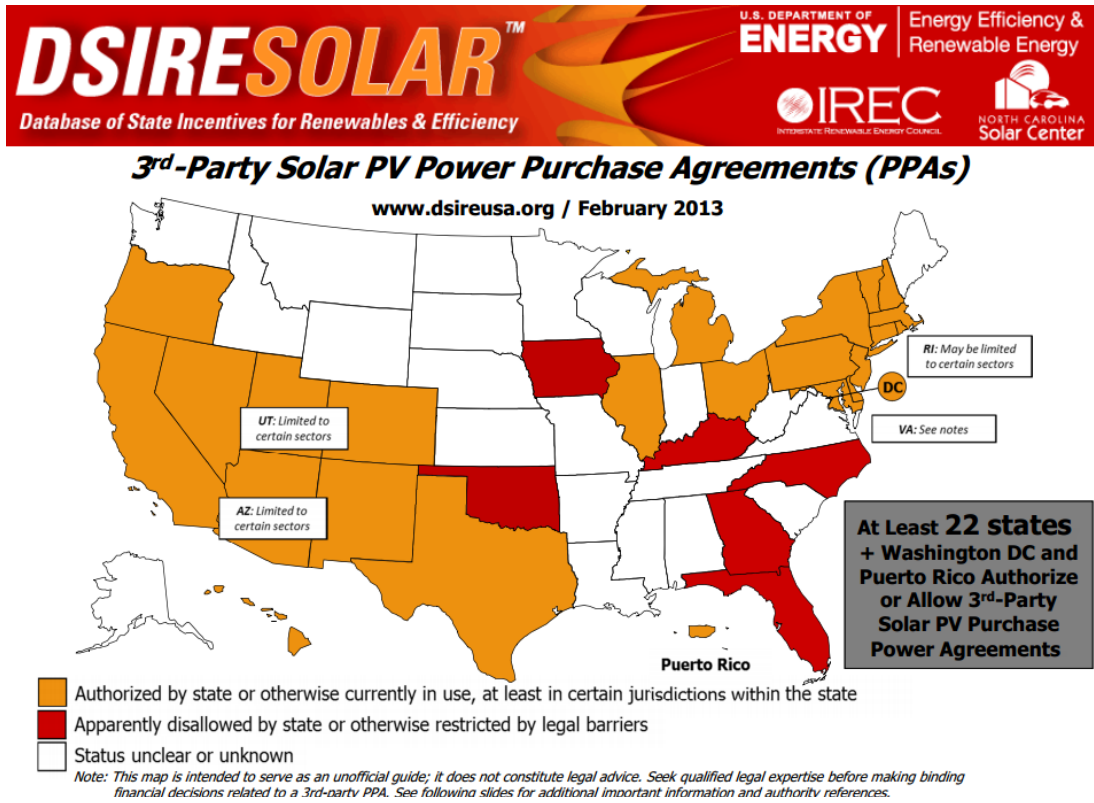 DSIRESOLAR™
Database of State Incentives for Renewables & Efficiency
U.S. DEPARTMENT OF
ENERGY
Energy Efficiency &
Renewable Energy
IREC
INTERSTATE RENEWABLE ENERGY COUNCIL
NORTH CAROLINA
Solar Center
3rd-Party Solar PV Power Purchase Agreements (PPAs)
www.dsireusa.org / February 2013
RI: May be limited
to certain sectors
DC
VA: See notes
UT: Limited to
certain sectors
AZ: Limited to
certain sectors
At Least 22 states
+ Washington DC and
Puerto Rico Authorize
or Allow 3rd-Party
Solar PV Purchase
Power Agreements
Puerto Rico
Authorized by state or otherwise currently in use, at least in certain jurisdictions within the state
Apparently disallowed by state or otherwise restricted by legal barriers
Status unclear or unknown
Note: This map is intended to serve as an unofficial guide; it does not constitute legal advice. Seek qualified legal expertise before making binding
financial decisions related to a 3rd-party PPA. See following slides for additional important information and authority references.